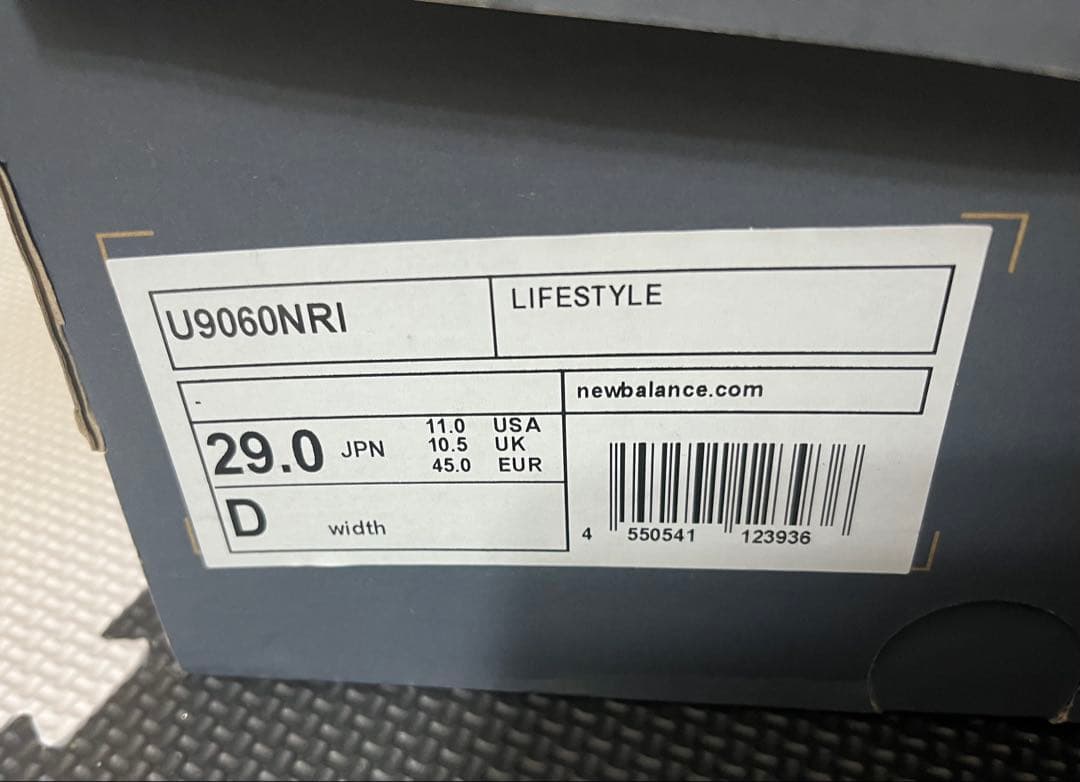 U9060NRI
LIFESTYLE
-
newbalance.com
29.0 JPN
11.0 USA
10.5 UK
45.0 EUR
D width
4 550541 123936